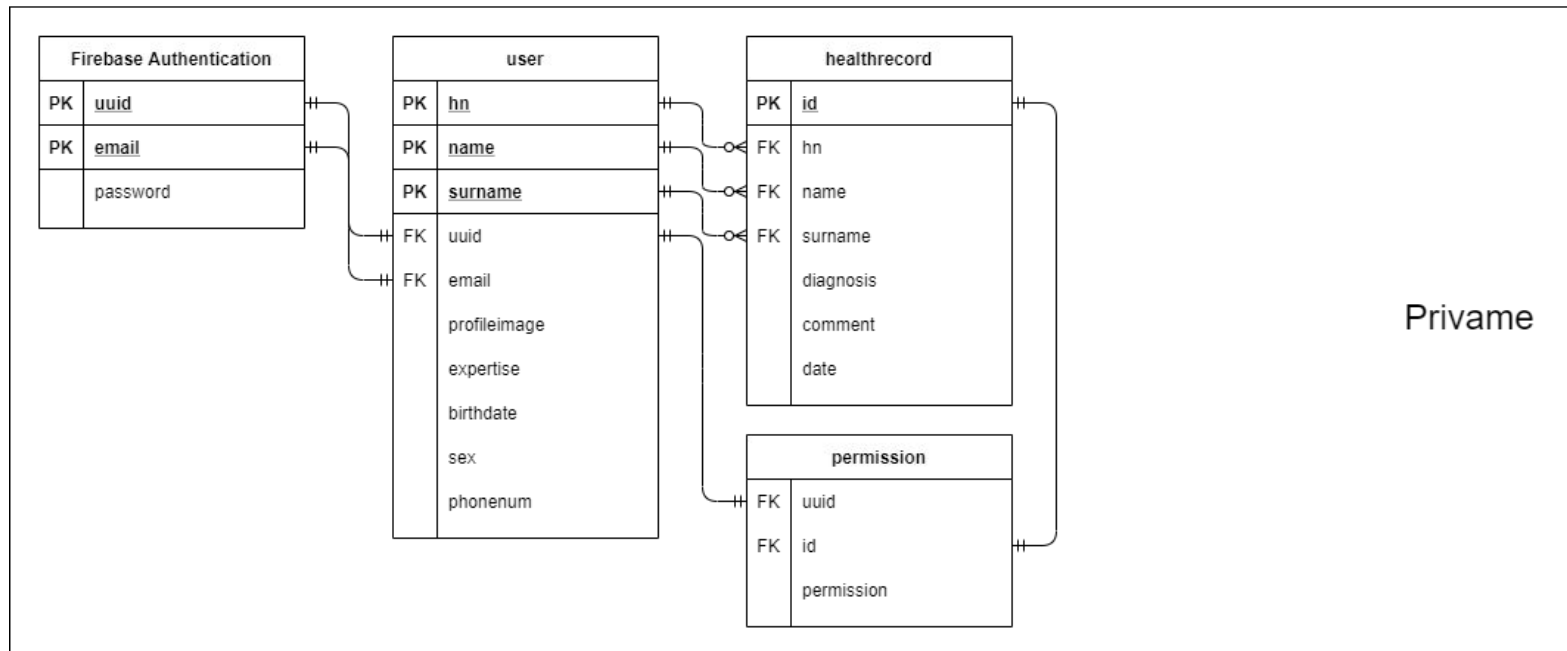 Firebase Authentication
PK uuid
PK email
password
user
PK hn
PK name
PK surname
FK uuid
FK email
profileimage
expertise
birthdate
sex
phonenum
healthrecord
PK id
FK hn
FK name
FK surname
diagnosis
comment
date
permission
FK uuid
FK id
permission
Privame